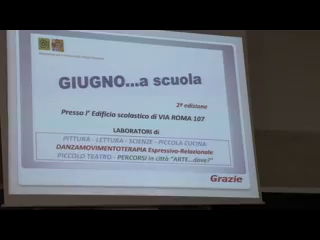 GIUGNO...a scuola
2ª edizione
Presso l' Edificio scolastico di VIA ROMA 107
LABORATORI di
PITTURA - LETTURA - SCIENZE - PICCOLA CUCINA
DANZAMOVIMENTOTERAPIA Espressivo-Relazionale
PICCOLO TEATRO - PERCORSI in città "ARTE...dove?"
Grazie